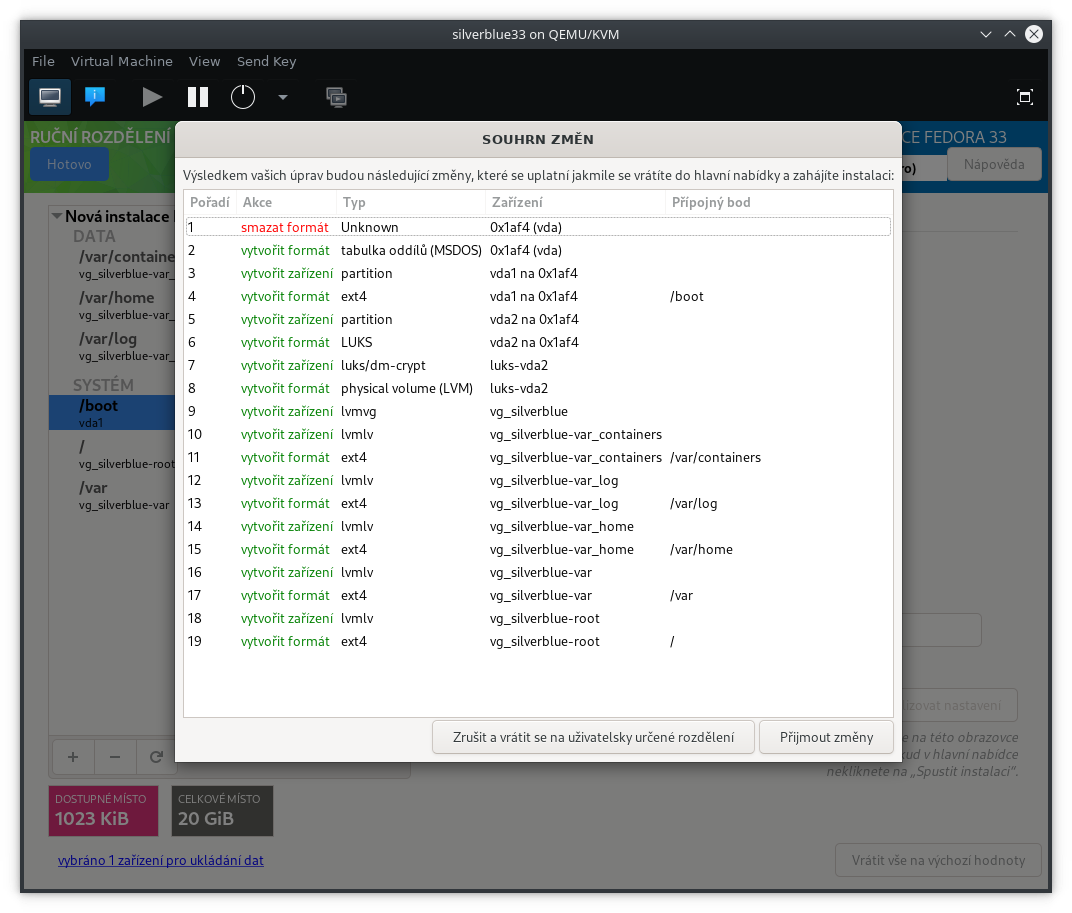 silverblue33 on QEMU/KVM
File Virtual Machine View Send Key
RUČNÍ ROZDĚLENÍ
CE FEDORA 33
Hotovo
ro)
Nápověda
SOUHRN ZMĚN
Výsledkem vašich úprav budou následující změny, které se uplatní jakmile se vrátíte do hlavní nabídky a zahájíte instalaci:
Pořadí Akce Typ Zařízení Přípojný bod
1 smazat formát Unknown 0x1af4 (vda)
2 vytvořit formát tabulka oddílů (MSDOS) 0x1af4 (vda)
3 vytvořit zařízení partition vda1 na 0x1af4
4 vytvořit formát ext4 vda1 na 0x1af4 /boot
5 vytvořit zařízení partition vda2 na 0x1af4
6 vytvořit formát LUKS vda2 na 0x1af4
7 vytvořit zařízení luks/dm-crypt luks-vda2
8 vytvořit formát physical volume (LVM) luks-vda2
9 vytvořit zařízení lvmvg vg_silverblue
10 vytvořit zařízení lvmlv vg_silverblue-var_containers
11 vytvořit formát ext4 vg_silverblue-var_containers /var/containers
12 vytvořit zařízení lvmlv vg_silverblue-var_log
13 vytvořit formát ext4 vg_silverblue-var_log /var/log
14 vytvořit zařízení lvmlv vg_silverblue-var_home
15 vytvořit formát ext4 vg_silverblue-var_home /var/home
16 vytvořit zařízení lvmlv vg_silverblue-var
17 vytvořit formát ext4 vg_silverblue-var /var
18 vytvořit zařízení lvmlv vg_silverblue-root
19 vytvořit formát ext4 vg_silverblue-root /
Zrušit a vrátit se na uživatelsky určené rozdělení
Přijmout změny
Nová instalace
DATA
/var/containe
vg_silverblue-var_
/var/home
vg_silverblue-var_
/var/log
vg_silverblue-var_
SYSTÉM
/boot
vda1
/
vg_silverblue-root
/var
vg_silverblue-var
izovat nastavení
e na této obrazovce
kud v hlavní nabídce
nekliknete na „Spustit instalaci“.
DOSTUPNÉ MÍSTO
1023 KiB
CELKOVÉ MÍSTO
20 GiB
vybráno 1 zařízení pro ukládání dat
Vrátit vše na výchozí hodnoty